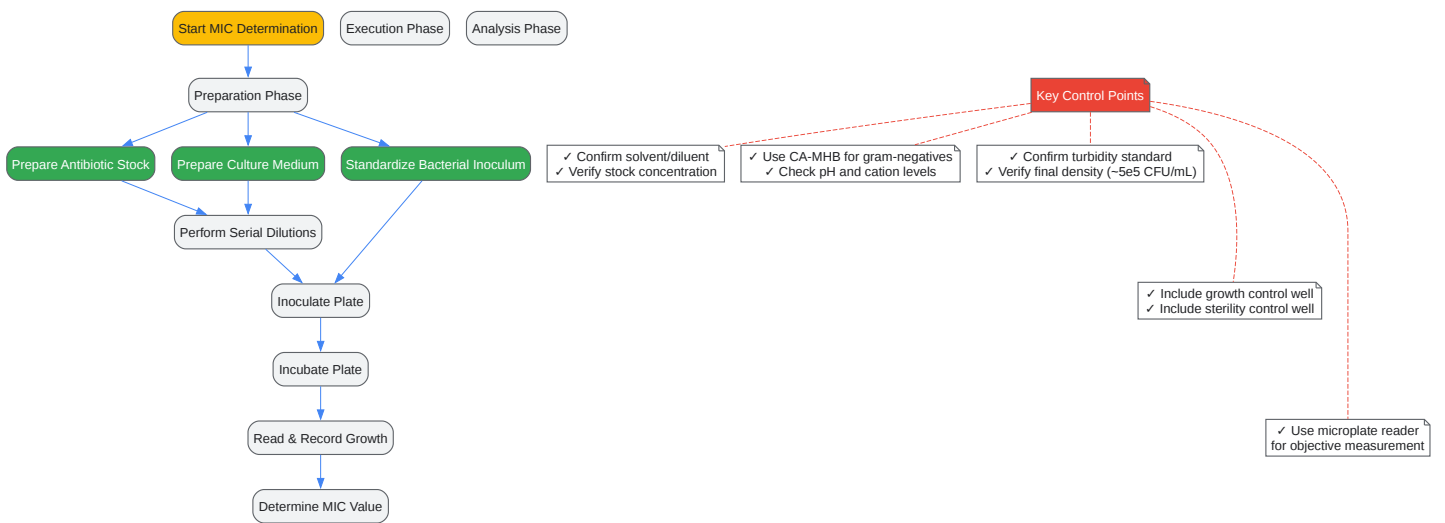 Start MIC Determination
Execution Phase
Analysis Phase
Preparation Phase
Key Control Points
Prepare Antibiotic Stock
Prepare Culture Medium
Standardize Bacterial Inoculum
✓ Confirm solvent/diluent
✓ Verify stock concentration
✓ Use CA-MHB for gram-negatives
✓ Check pH and cation levels
✓ Confirm turbidity standard
✓ Verify final density (~5e5 CFU/mL)
Perform Serial Dilutions
Inoculate Plate
✓ Include growth control well
✓ Include sterility control well
Incubate Plate
Read & Record Growth
✓ Use microplate reader
for objective measurement
Determine MIC Value